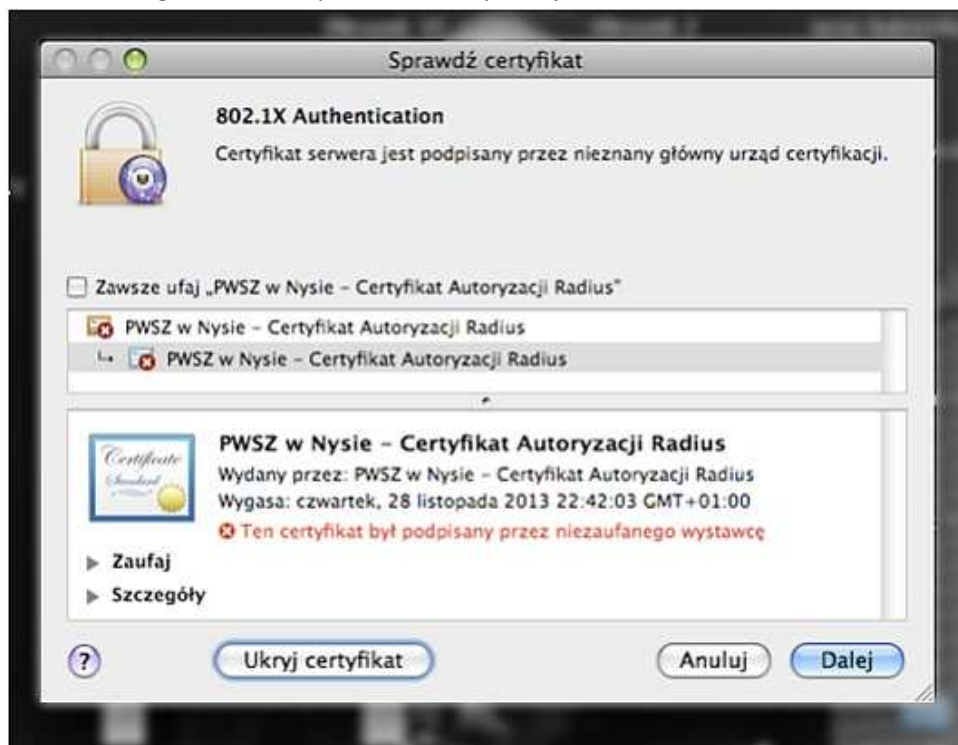 Sprawdź certyfikat
802.1X Authentication
Certyfikat serwera jest podpisany przez nieznany główny urząd certyfikacji.
Zawsze ufaj „PWSZ w Nysie – Certyfikat Autoryzacji Radius"
PWSZ w Nysie – Certyfikat Autoryzacji Radius
PWSZ w Nysie – Certyfikat Autoryzacji Radius
Certificate
Standard
PWSZ w Nysie – Certyfikat Autoryzacji Radius
Wydany przez: PWSZ w Nysie – Certyfikat Autoryzacji Radius
Wygasa: czwartek, 28 listopada 2013 22:42:03 GMT+01:00
Ten certyfikat był podpisany przez niezaufanego wystawcę
Zaufaj
Szczegóły
? Ukryj certyfikat Anuluj Dalej